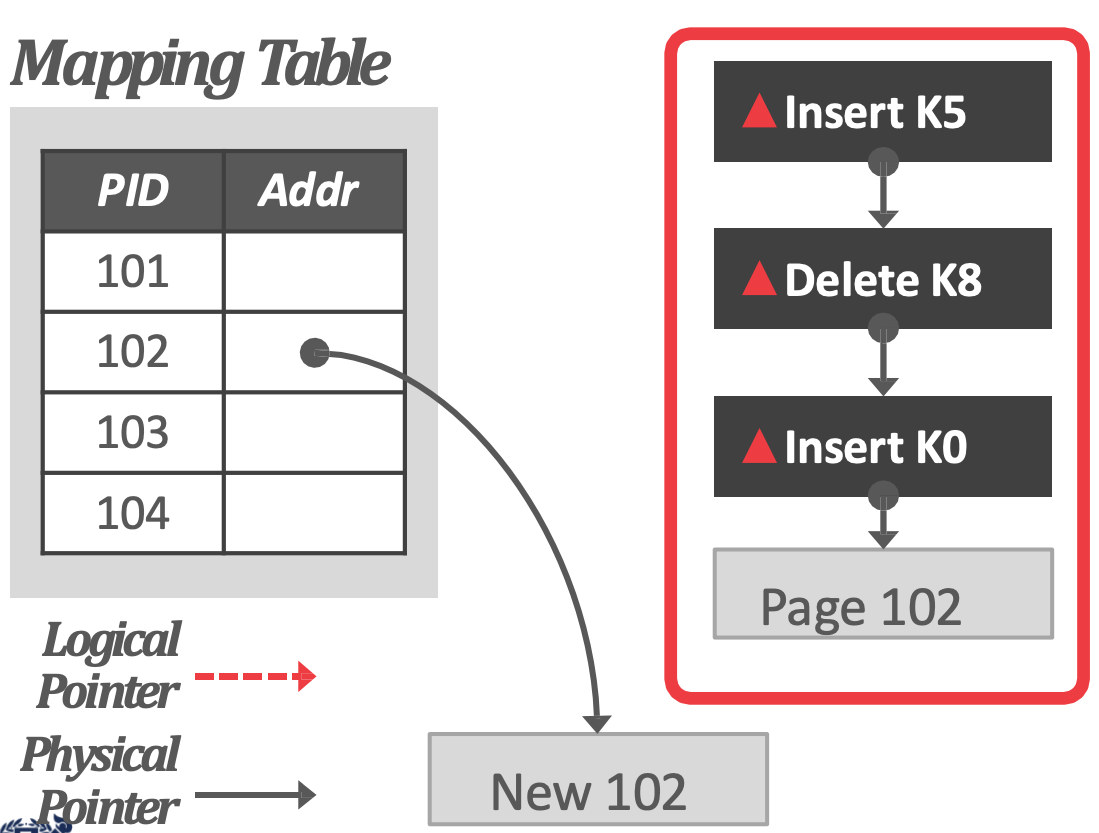 Mapping Table
PID Addr
101
102
103
104
Logical
Pointer
Physical
Pointer
Insert K5
Delete K8
Insert K0
Page 102
New 102